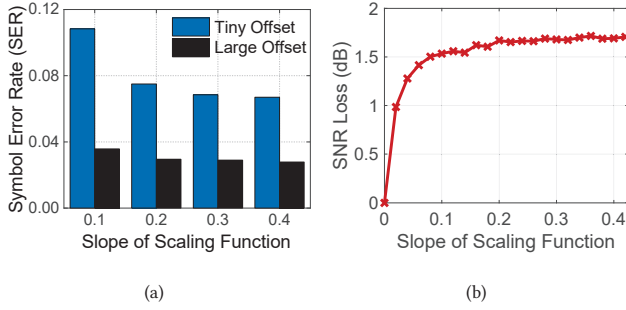 Symbol Error Rate (SER)
0.12
0.08
0.04
0.00
Tiny Offset
Large Offset
0.1 0.2 0.3 0.4
Slope of Scaling Function
(a)
SNR Loss (dB)
2
1.5
1
0.5
0
0 0.1 0.2 0.3 0.4
Slope of Scaling Function
(b)